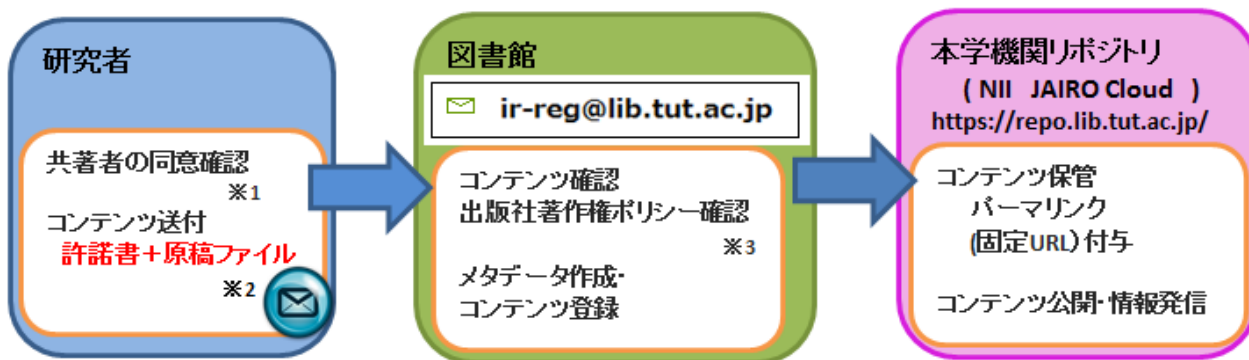 研究者
共著者の同意確認
※1
コンテンツ送付
許諾書+原稿ファイル
※2
図書館
ir-reg@lib.tut.ac.jp
コンテンツ確認
出版社著作権ポリシー確認
※3
メタデータ作成・
コンテンツ登録
本学機関リポジトリ
( NII JAIRO Cloud )
https://repo.lib.tut.ac.jp/
コンテンツ保管
パーマリンク
(固定URL)付与
コンテンツ公開・情報発信